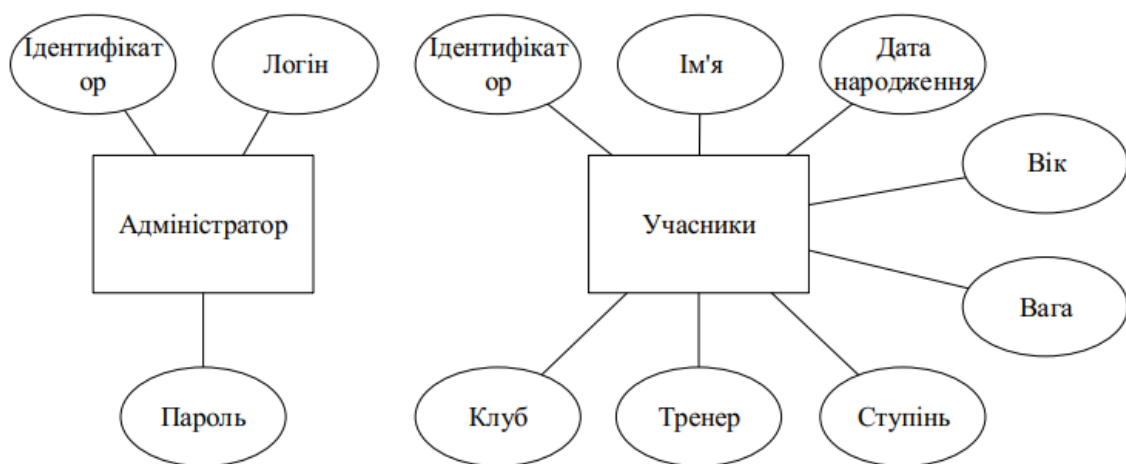 Ідентифікат
ор
Логін
Ідентифікат
ор
Ім'я
Дата
народження
Вік
Адміністратор
Учасники
Вага
Пароль
Клуб
Тренер
Ступінь